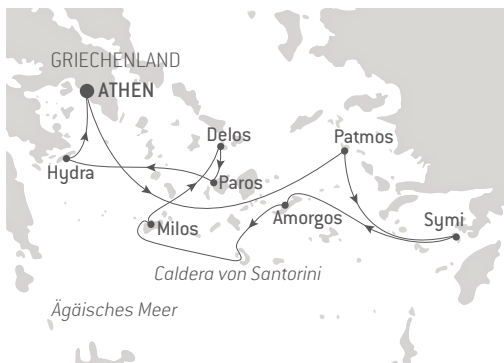 GRIECHENLAND
ATHEN
Delos
Patmos
Hydra
Paros
Amorgos
Symi
Milos
Caldera von Santorini
Ägäisches Meer